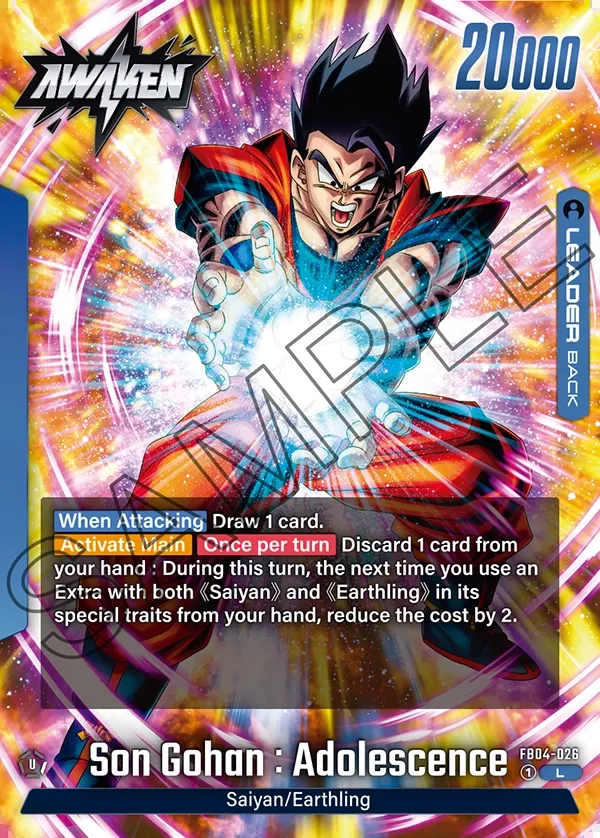 AWAKEN
20000
LEADER BACK
When Attacking Draw 1 card.
Activate Main Once per turn Discard 1 card from
your hand : During this turn, the next time you use an
Extra with both 《Saiyan》 and 《Earthling》 in its
special traits from your hand, reduce the cost by 2.
SAMPLE
U
Son Gohan : Adolescence
FB04-026
1 L
Saiyan/Earthling